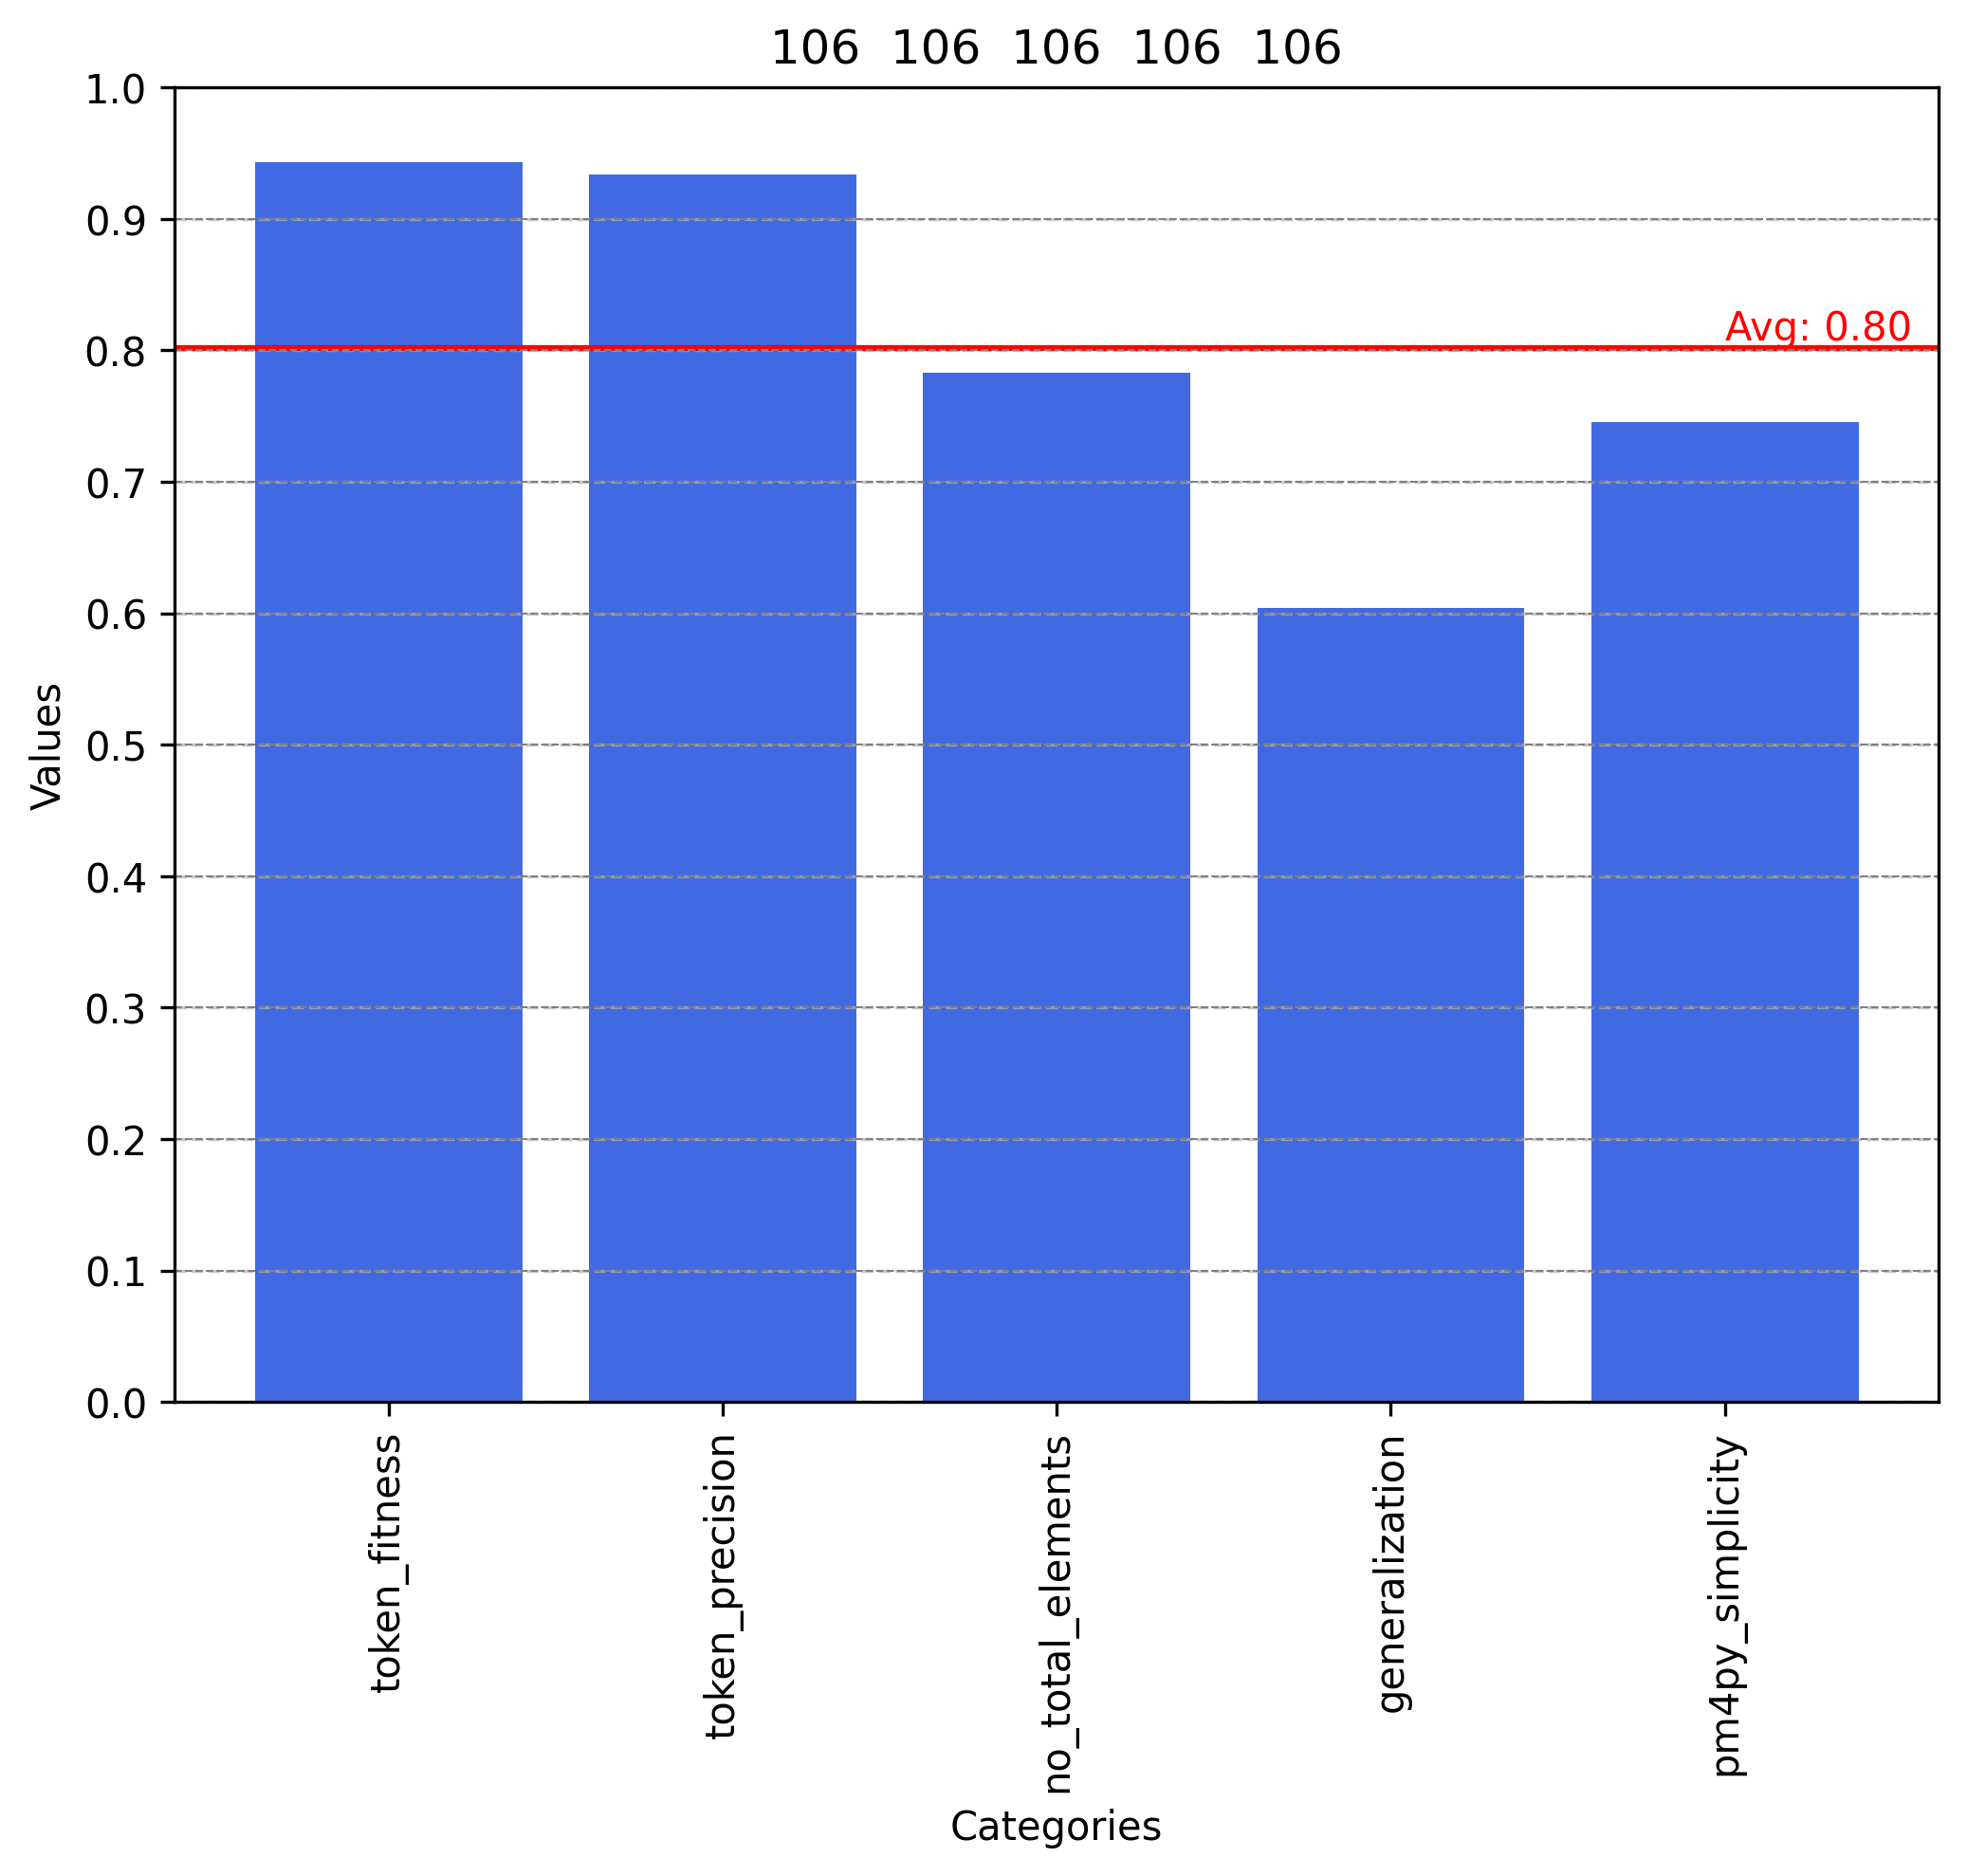 106 106 106 106 106
1.0
0.9
0.8
0.7
0.6
0.5
0.4
0.3
0.2
0.1
0.0
Values
Avg: 0.80
token_fitness
token_precision
no_total_elements
generalization
pm4py_simplicity
Categories